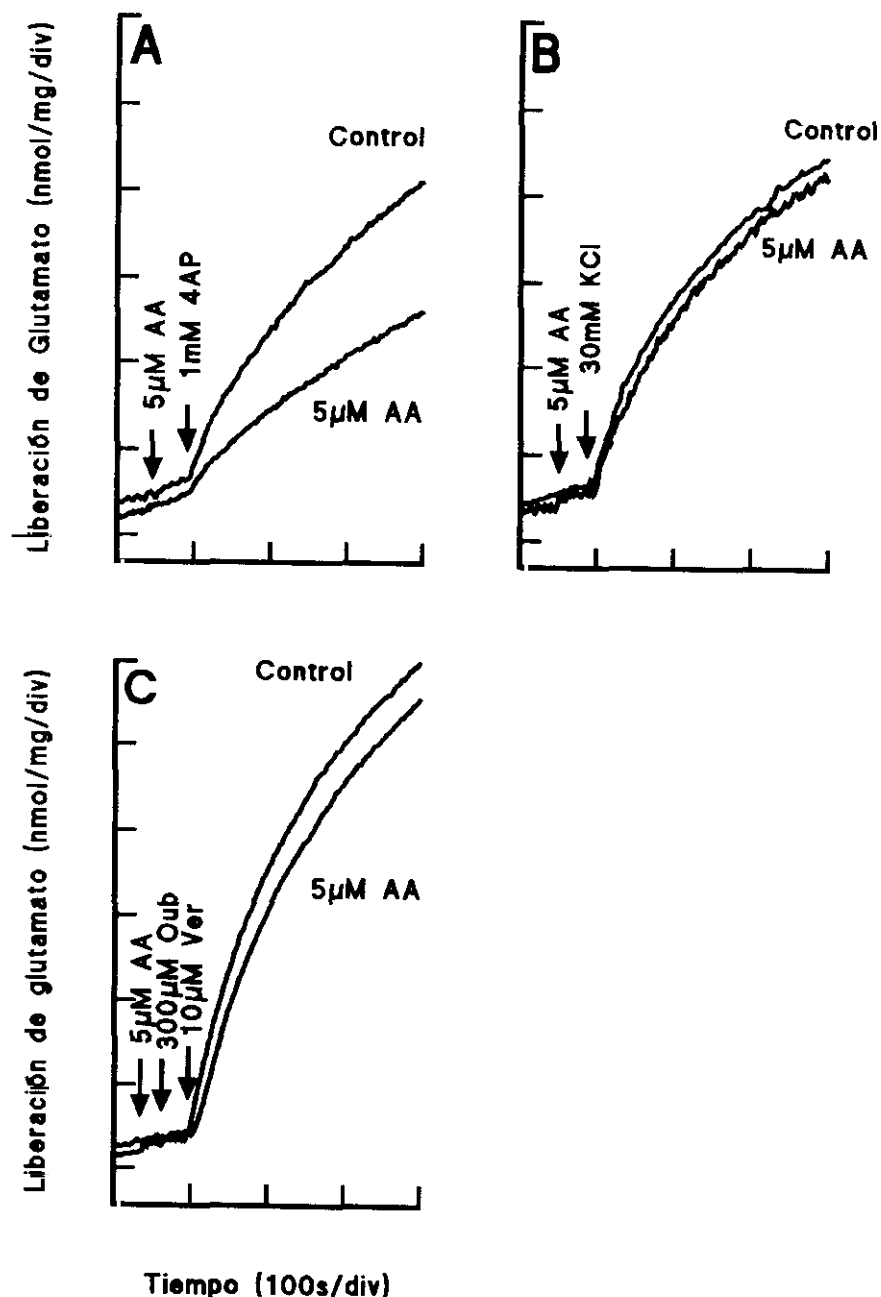 Liberación de Glutamato (nmol/mg/div)
A
Control
5µM AA
1mM 4AP
5µM AA
B
Control
5µM AA
30mM KCl
5µM AA
Liberación de glutamato (nmol/mg/div)
C
Control
5µM AA
300µM Oub
10µM Ver
5µM AA
Tiempo (100s/div)